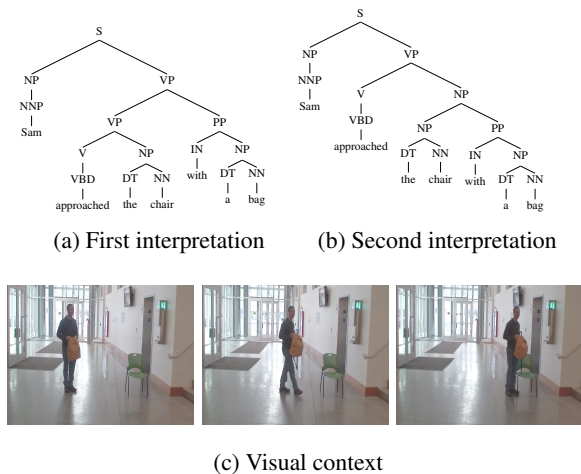 S
S
NP
VP
NP
VP
NNP
VP
PP
NNP
V
NP
Sam
V
NP
IN
NP
Sam
VBD
NP
PP
VBD
DT
NN
with
DT
NN
approached
DT
NN
IN
NP
approached
the
chair
a
bag
the
chair
with
DT
NN
a
bag
(a) First interpretation
(b) Second interpretation
(c) Visual context